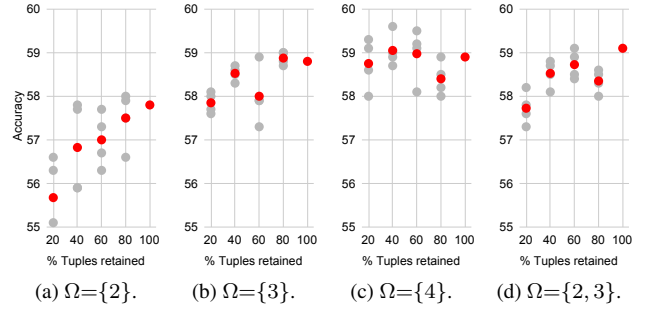 60 60 60 60
59 59 59 59
58 58 58 58
57 57 57 57
56 56 56 56
55 55 55 55
Accuracy
20 40 60 80 100 20 40 60 80 100 20 40 60 80 100 20 40 60 80 100
% Tuples retained % Tuples retained % Tuples retained % Tuples retained
(a) Ω={2}. (b) Ω={3}. (c) Ω={4}. (d) Ω={2, 3}.